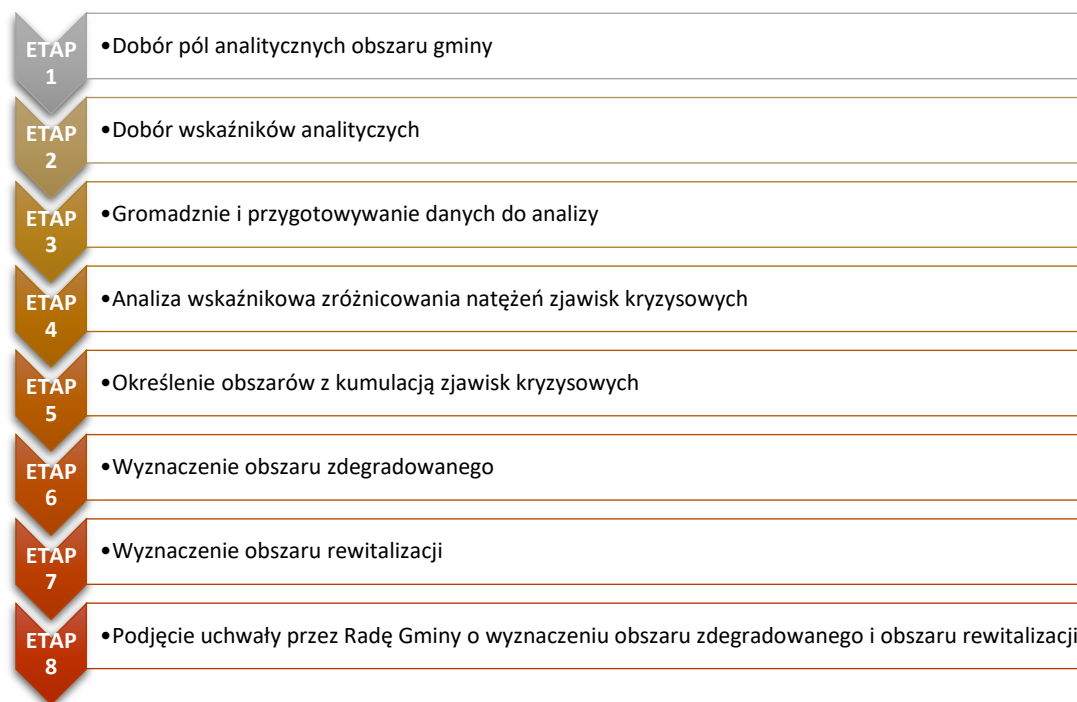 ETAP
1
•Dobór pól analitycznych obszaru gminy
ETAP
2
•Dobór wskaźników analityczych
ETAP
3
•Gromadznie i przygotowywanie danych do analizy
ETAP
4
•Analiza wskaźnikowa zróżnicowania natężeń zjawisk kryzysowych
ETAP
5
•Określenie obszarów z kumulacją zjawisk kryzysowych
ETAP
6
•Wyznaczenie obszaru zdegradowanego
ETAP
7
•Wyznaczenie obszaru rewitalizacji
ETAP
8
•Podjęcie uchwały przez Radę Gminy o wyznaczeniu obszaru zdegradowanego i obszaru rewitalizacji